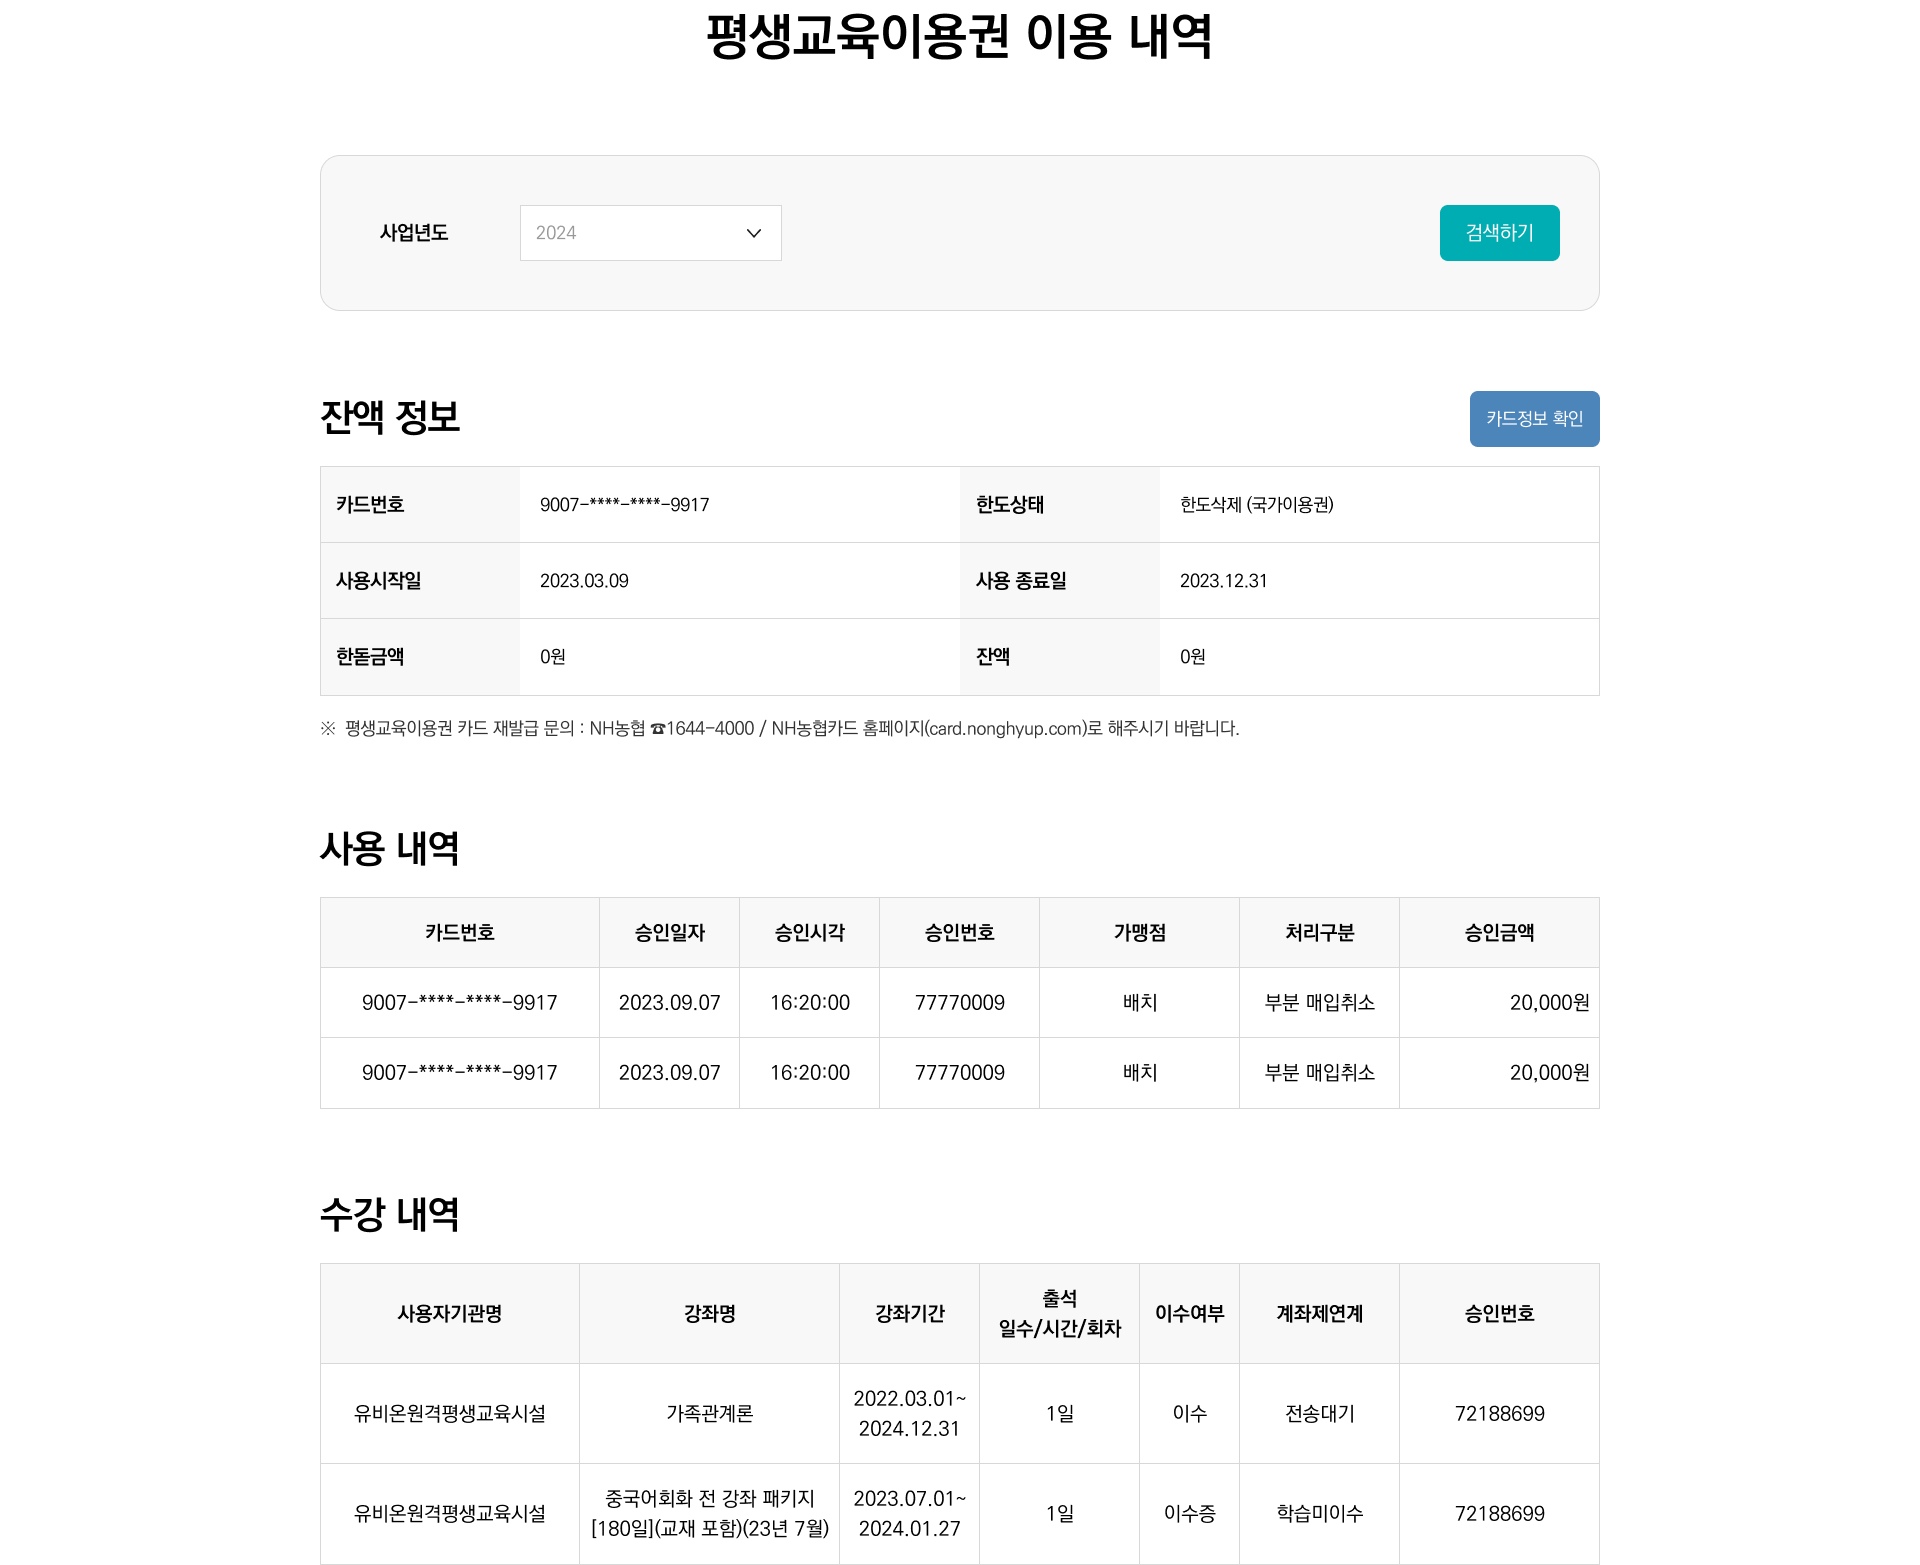 평생교육이용권 이용 내역
사업년도 2024 검색하기
잔액 정보 카드정보 확인
카드번호 9007-****-****-9917 한도상태 한도삭제 (국가이용권)
사용시작일 2023.03.09 사용 종료일 2023.12.31
한돋금액 0원 잔액 0원
※ 평생교육이용권 카드 재발급 문의 : NH농협 ☎1644-4000 / NH농협카드 홈페이지(card.nonghyup.com)로 해주시기 바랍니다.
사용 내역
카드번호 승인일자 승인시각 승인번호 가맹점 처리구분 승인금액
9007-****-****-9917 2023.09.07 16:20:00 77770009 배치 부분 매입취소 20,000원
9007-****-****-9917 2023.09.07 16:20:00 77770009 배치 부분 매입취소 20,000원
수강 내역
사용자기관명 강좌명 강좌기간 출석
일수/시간/회차 이수여부 계좌제연계 승인번호
유비온원격평생교육시설 가족관계론 2022.03.01~
2024.12.31 1일 이수 전송대기 72188699
유비온원격평생교육시설 중국어회화 전 강좌 패키지
[180일](교재 포함)(23년 7월) 2023.07.01~
2024.01.27 1일 이수증 학습미이수 72188699